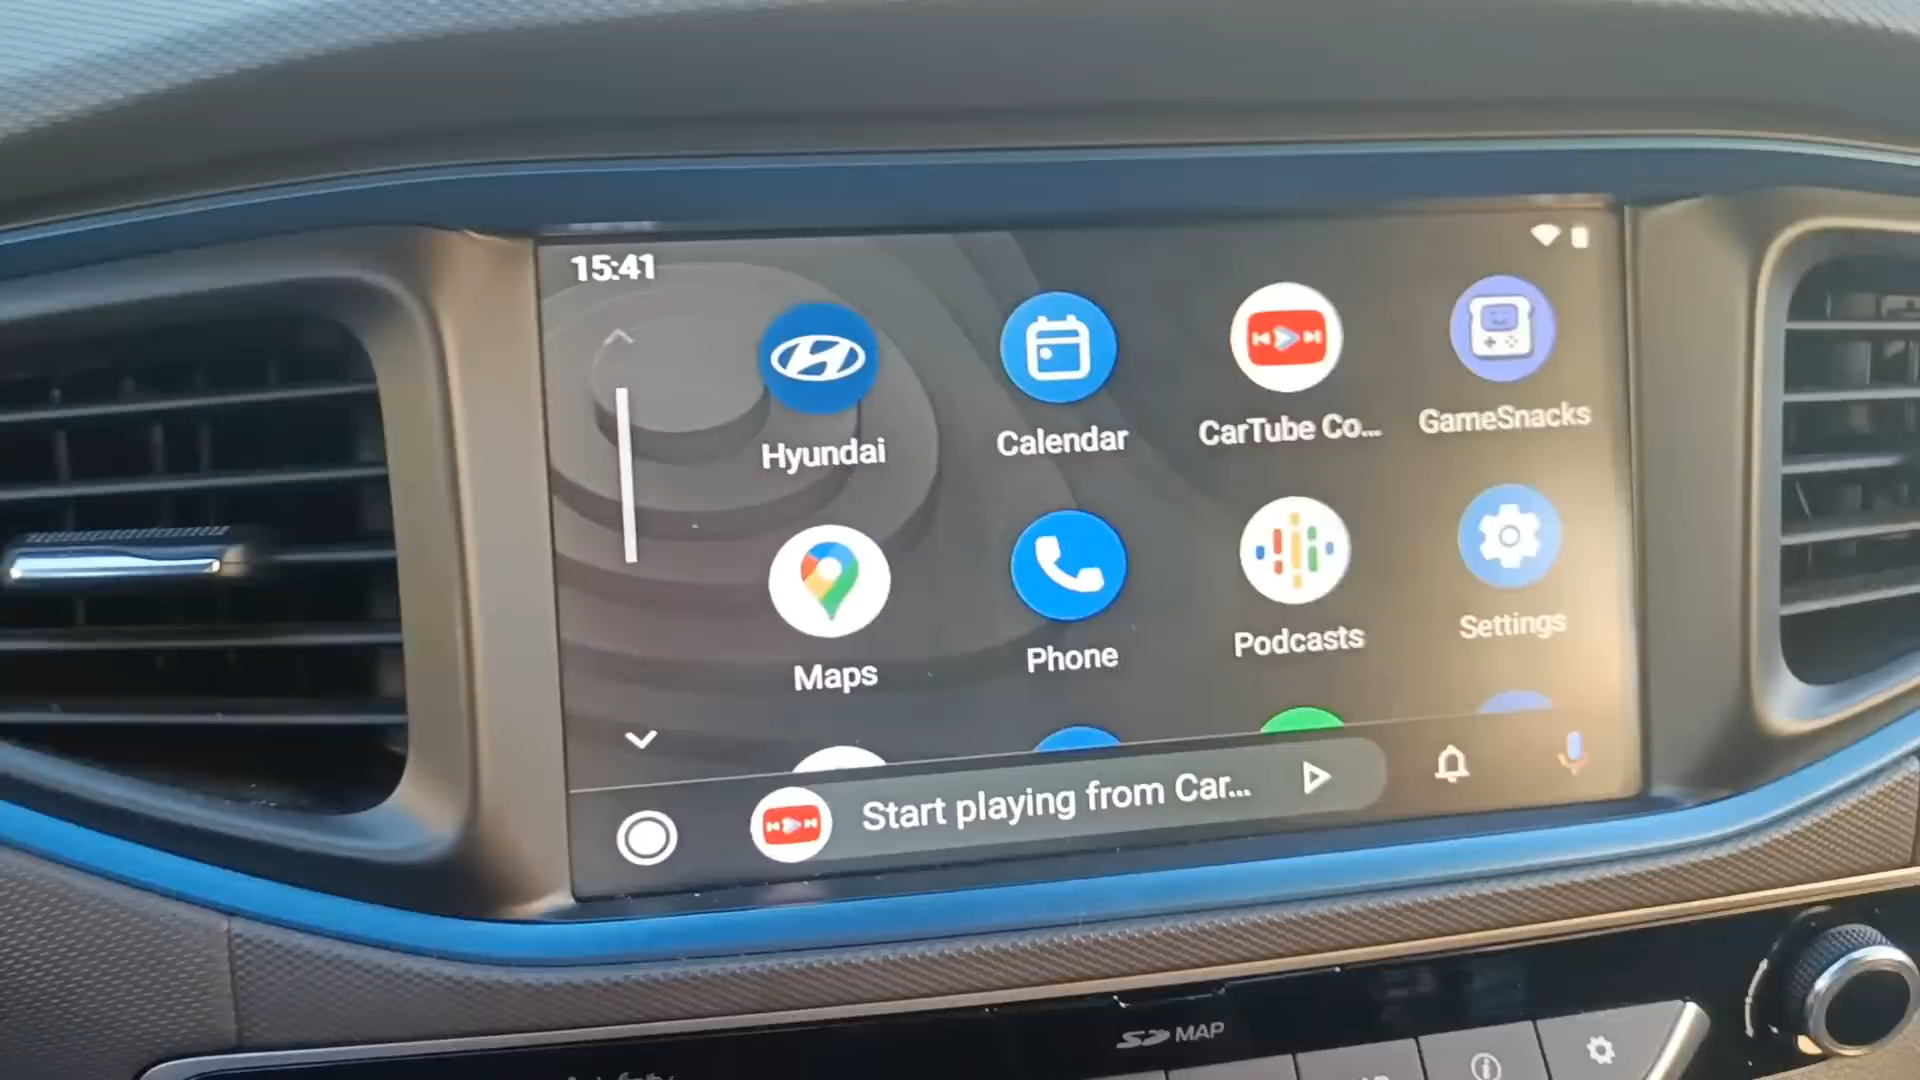 15:41
Hyundai
Calendar
CarTube Co...
GameSnacks
Maps
Phone
Podcasts
Settings
Start playing from Car...
SD MAP